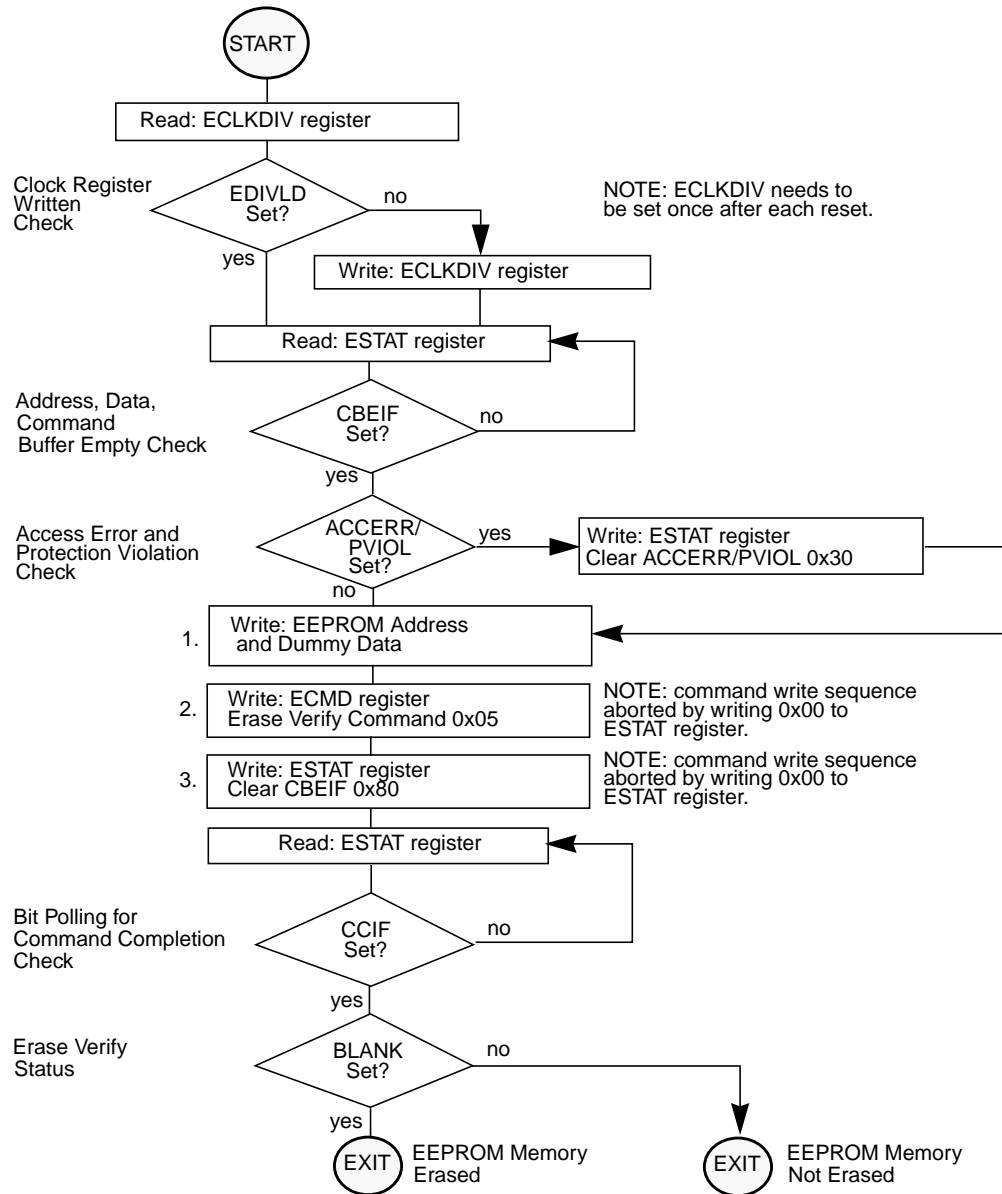 START
Read: ECLKDIV register
Clock Register
Written
Check
EDIVLD
Set?
no
yes
NOTE: ECLKDIV needs to
be set once after each reset.
Write: ECLKDIV register
Read: ESTAT register
Address, Data,
Command
Buffer Empty Check
CBEIF
Set?
no
yes
Access Error and
Protection Violation
Check
ACCERR/
PVIOL
Set?
yes
no
Write: ESTAT register
Clear ACCERR/PVIOL 0x30
1.
Write: EEPROM Address
and Dummy Data
2.
Write: ECMD register
Erase Verify Command 0x05
NOTE: command write sequence
aborted by writing 0x00 to
ESTAT register.
3.
Write: ESTAT register
Clear CBEIF 0x80
NOTE: command write sequence
aborted by writing 0x00 to
ESTAT register.
Read: ESTAT register
Bit Polling for
Command Completion
Check
CCIF
Set?
no
yes
Erase Verify
Status
BLANK
Set?
no
yes
EXIT
EEPROM Memory
Erased
EXIT
EEPROM Memory
Not Erased